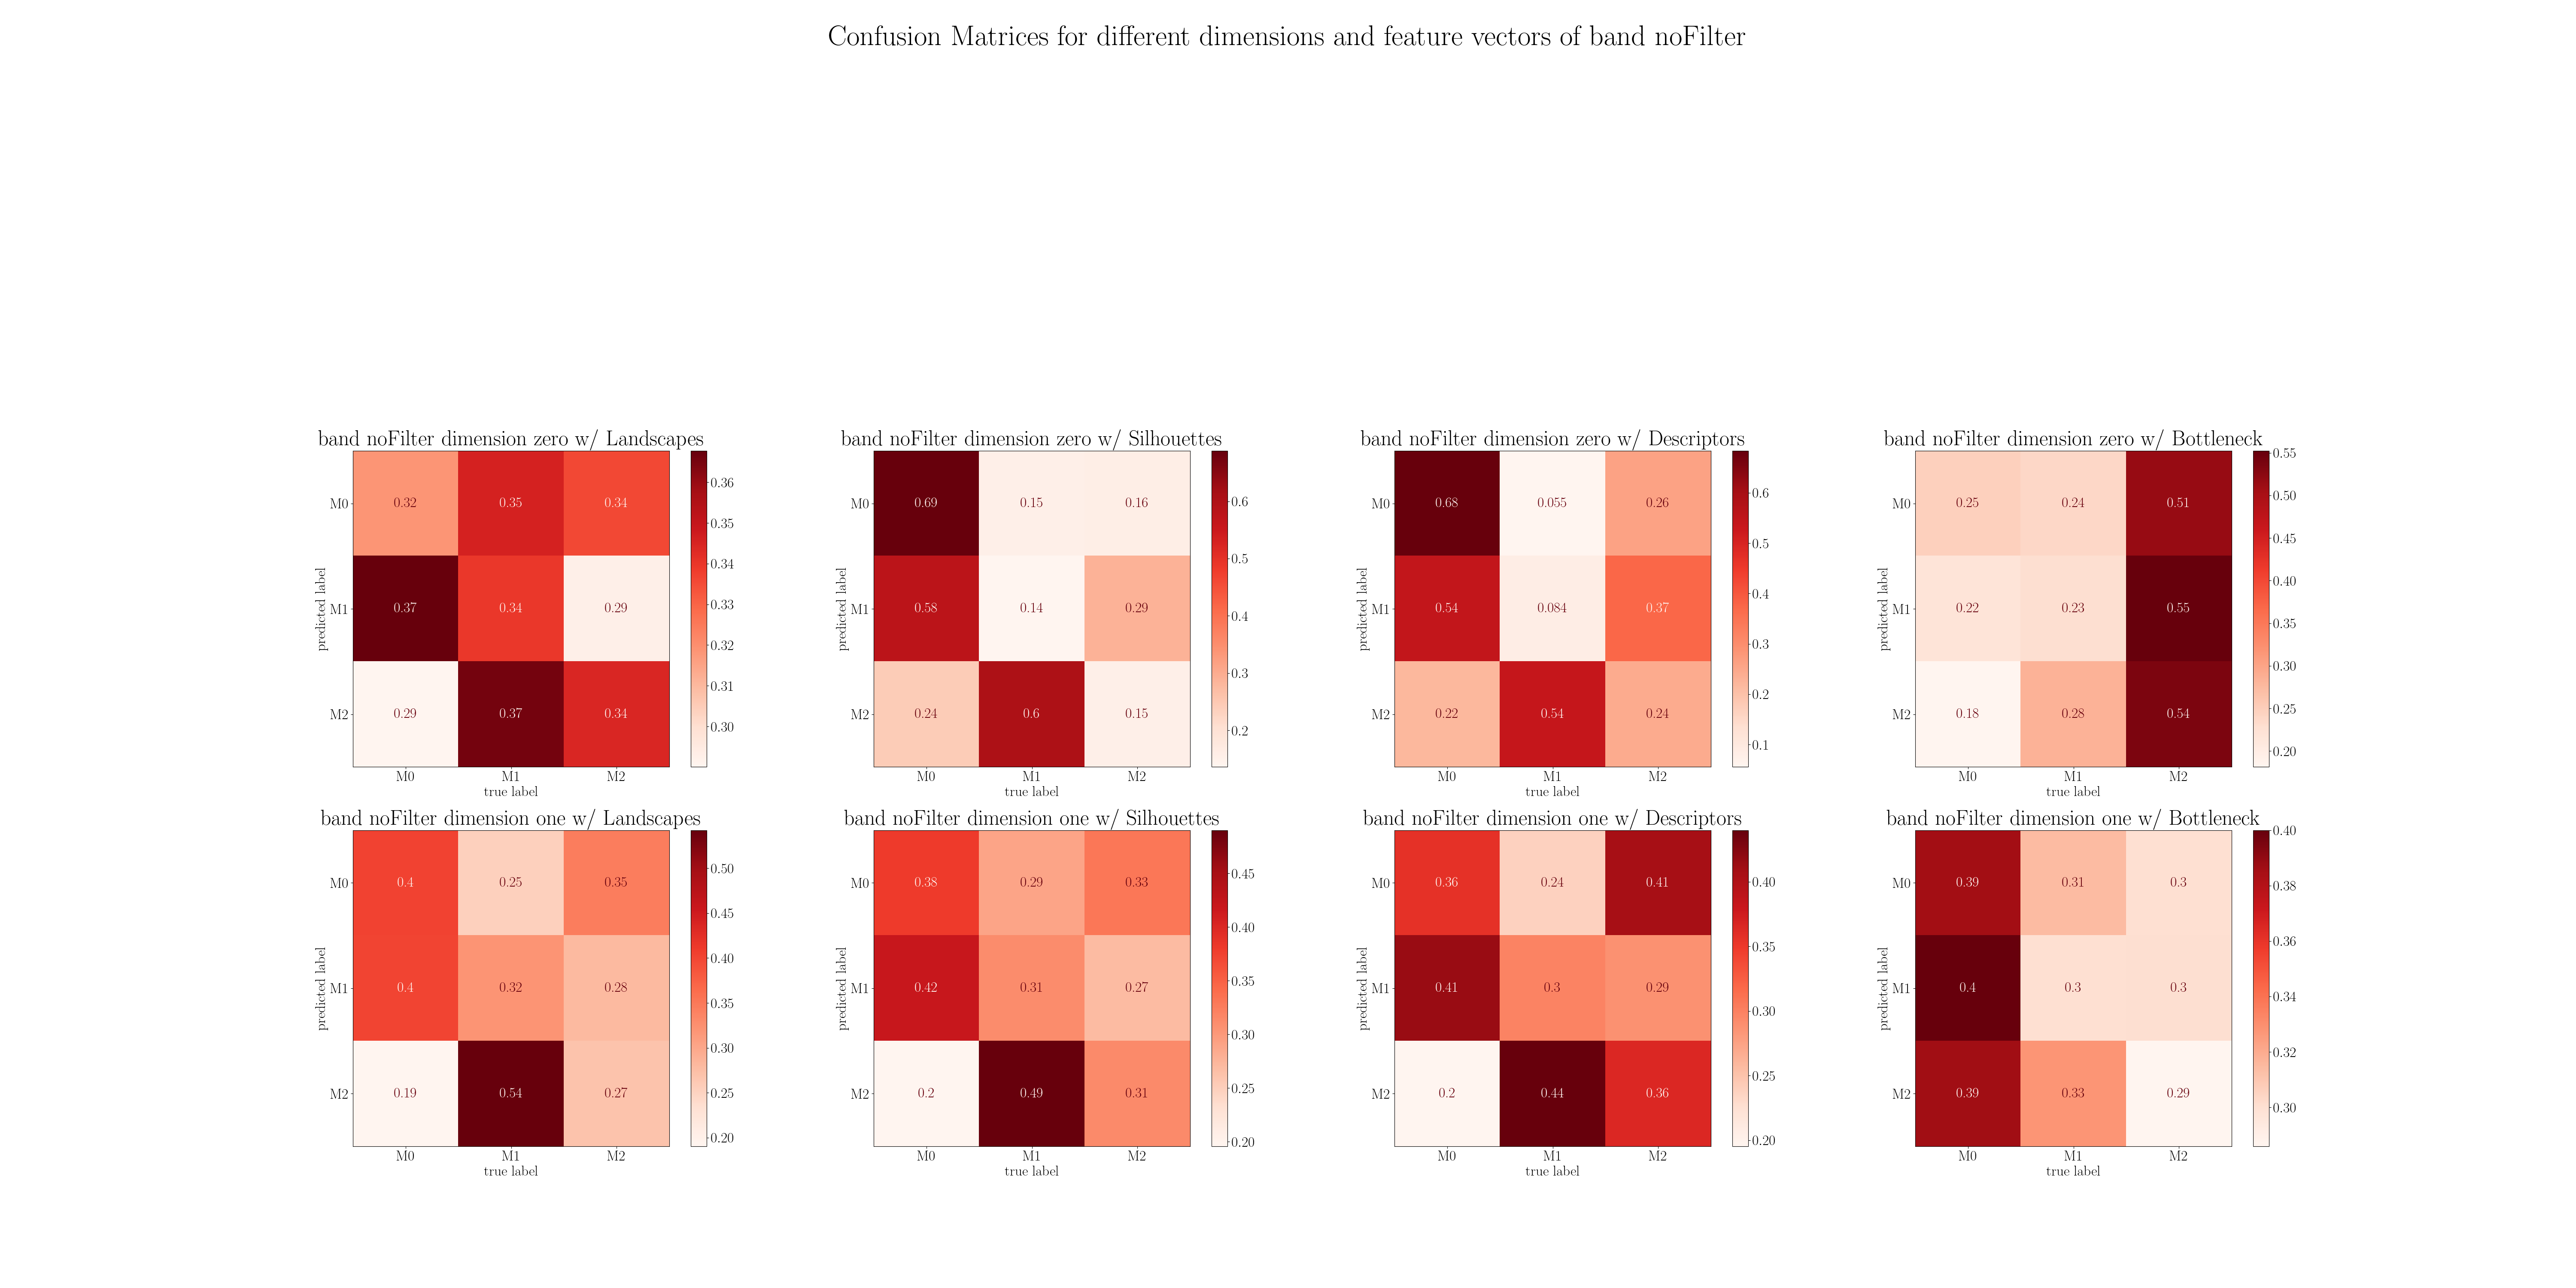 Confusion Matrices for different dimensions and feature vectors of band noFilter
band noFilter dimension zero w/ Landscapes
predicted label
M0
0.32 0.35 0.34
M1
0.37 0.34 0.29
M2
0.29 0.37 0.34
M0 M1 M2
true label
0.36
0.35
0.34
0.33
0.32
0.31
0.30
band noFilter dimension zero w/ Silhouettes
predicted label
0.69 0.15 0.16
0.58 0.14 0.29
0.24 0.6 0.15
M0 M1 M2
true label
0.6
0.5
0.4
0.3
0.2
band noFilter dimension zero w/ Descriptors
predicted label
M0
0.68 0.055 0.26
M1
0.54 0.084 0.37
M2
0.22 0.54 0.24
M0 M1 M2
true label
0.6
0.5
0.4
0.3
0.2
0.1
band noFilter dimension zero w/ Bottleneck
predicted label
M0
0.25 0.24 0.51
M1
0.22 0.23 0.55
M2
0.18 0.28 0.54
M0 M1 M2
true label
0.55
0.50
0.45
0.40
0.35
0.30
0.25
0.20
band noFilter dimension one w/ Landscapes
predicted label
M0
0.4 0.25 0.35
M1
0.4 0.32 0.28
M2
0.19 0.54 0.27
M0 M1 M2
true label
0.50
0.45
0.40
0.35
0.30
0.25
0.20
band noFilter dimension one w/ Silhouettes
predicted label
M0
0.38 0.29 0.33
M1
0.42 0.31 0.27
M2
0.2 0.49 0.31
M0 M1 M2
true label
0.45
0.40
0.35
0.30
0.25
0.20
band noFilter dimension one w/ Descriptors
predicted label
M0
0.36 0.24 0.41
M1
0.41 0.3 0.29
M2
0.2 0.44 0.36
M0 M1 M2
true label
0.40
0.35
0.30
0.25
0.20
band noFilter dimension one w/ Bottleneck
predicted label
M0
0.39 0.31 0.3
M1
0.4 0.3 0.3
M2
0.39 0.33 0.29
M0 M1 M2
true label
0.40
0.38
0.36
0.34
0.32
0.30